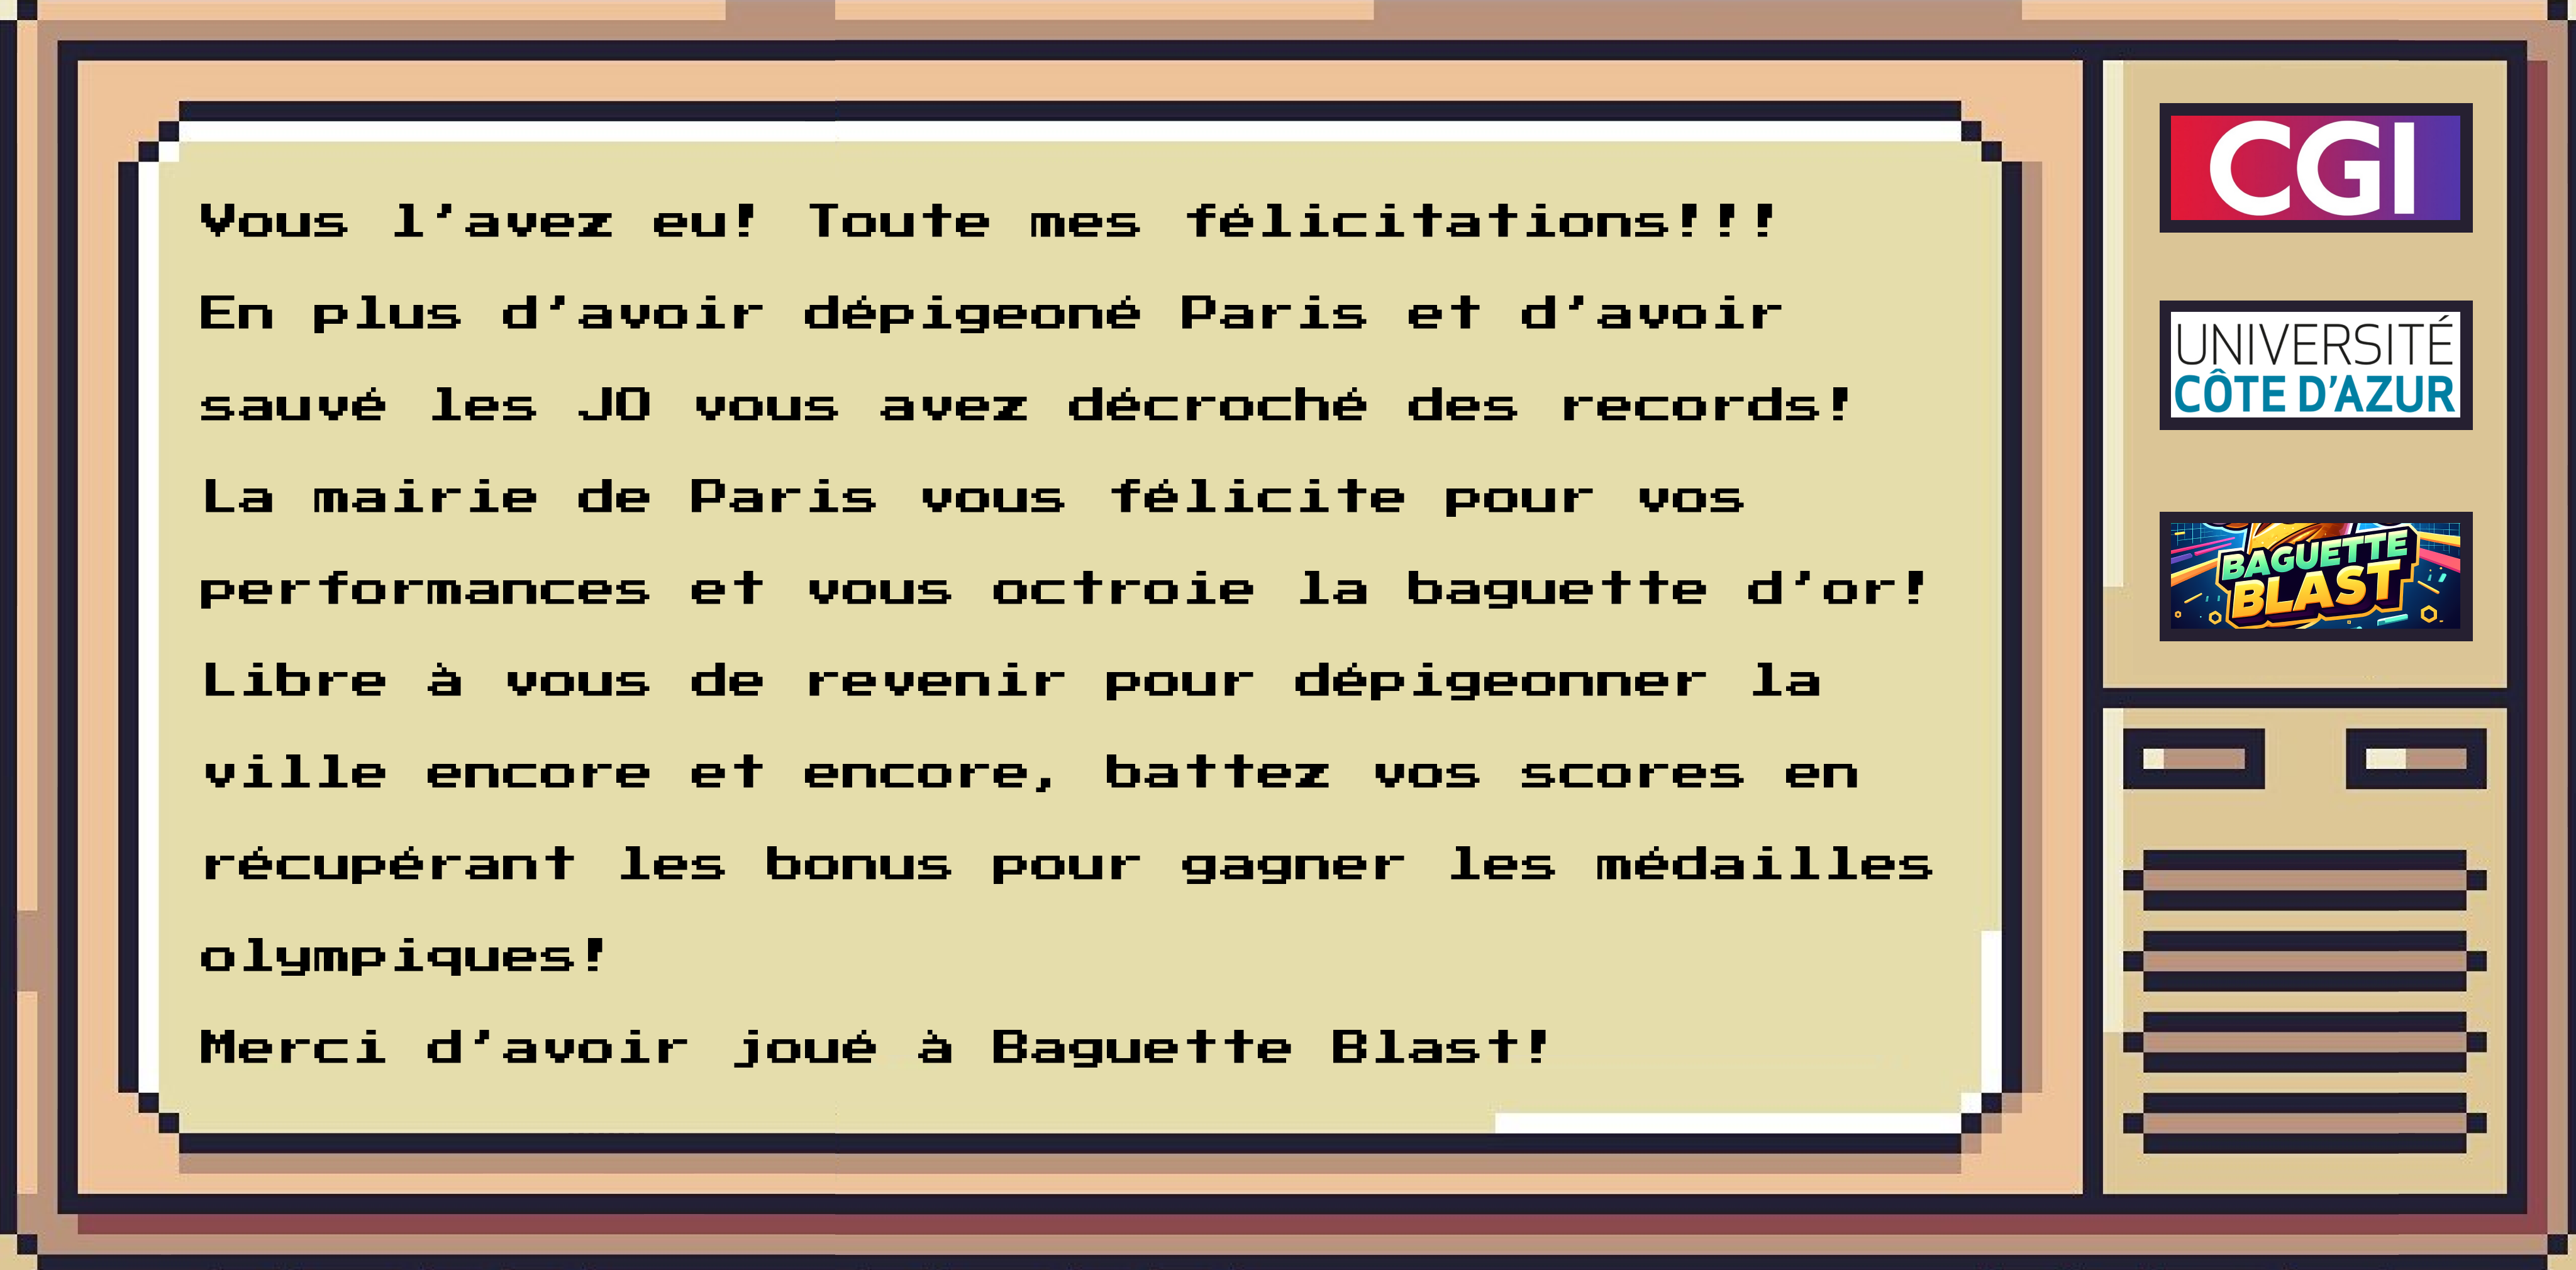 Vous l'avez eu! Toute mes félicitations!!!
En plus d'avoir dépigeoné Paris et d'avoir
sauvé les JO vous avez décroché des records!
La mairie de Paris vous félicite pour vos
performances et vous octroie la baguette d'or!
Libre à vous de revenir pour dépigeonner la
ville encore et encore, battez vos scores en
récupérant les bonus pour gagner les médailles
olympiques!
Merci d'avoir joué à Baguette Blast!
CGI
UNIVERSITÉ
CÔTE D'AZUR
BAGUETTE
BLAST